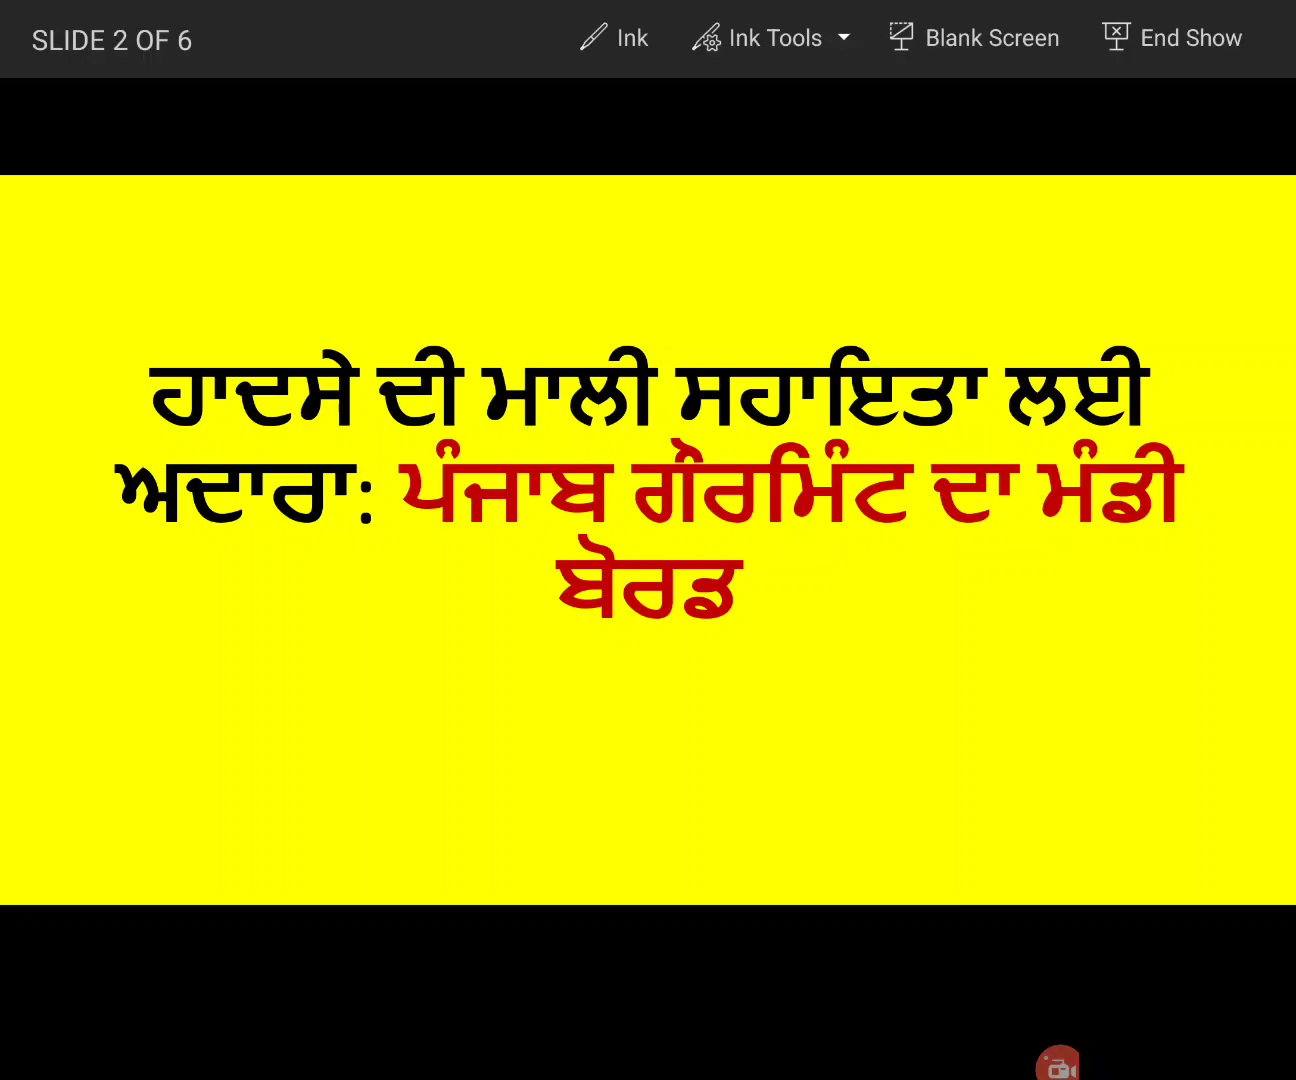 SLIDE 2 OF 6
Ink
Ink Tools
Blank Screen
End Show
ਹਾਦਸੇ ਦੀ ਮਾਲੀ ਸਹਾਇਤਾ ਲਈ
ਅਦਾਰਾ: ਪੰਜਾਬ ਗੌਰਮਿੰਟ ਦਾ ਮੰਡੀ
ਬੋਰਡ